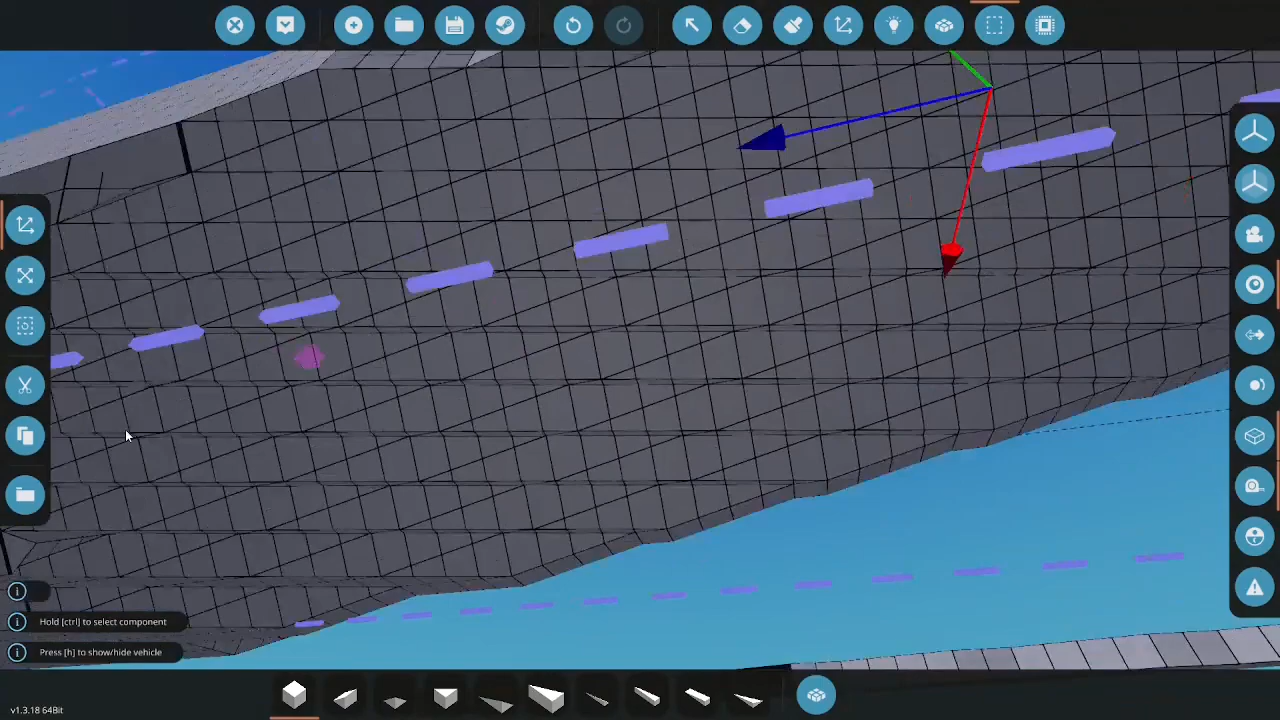 Hold [ctrl] to select component
Press [h] to show/hide vehicle
v1.3.18 64Bit